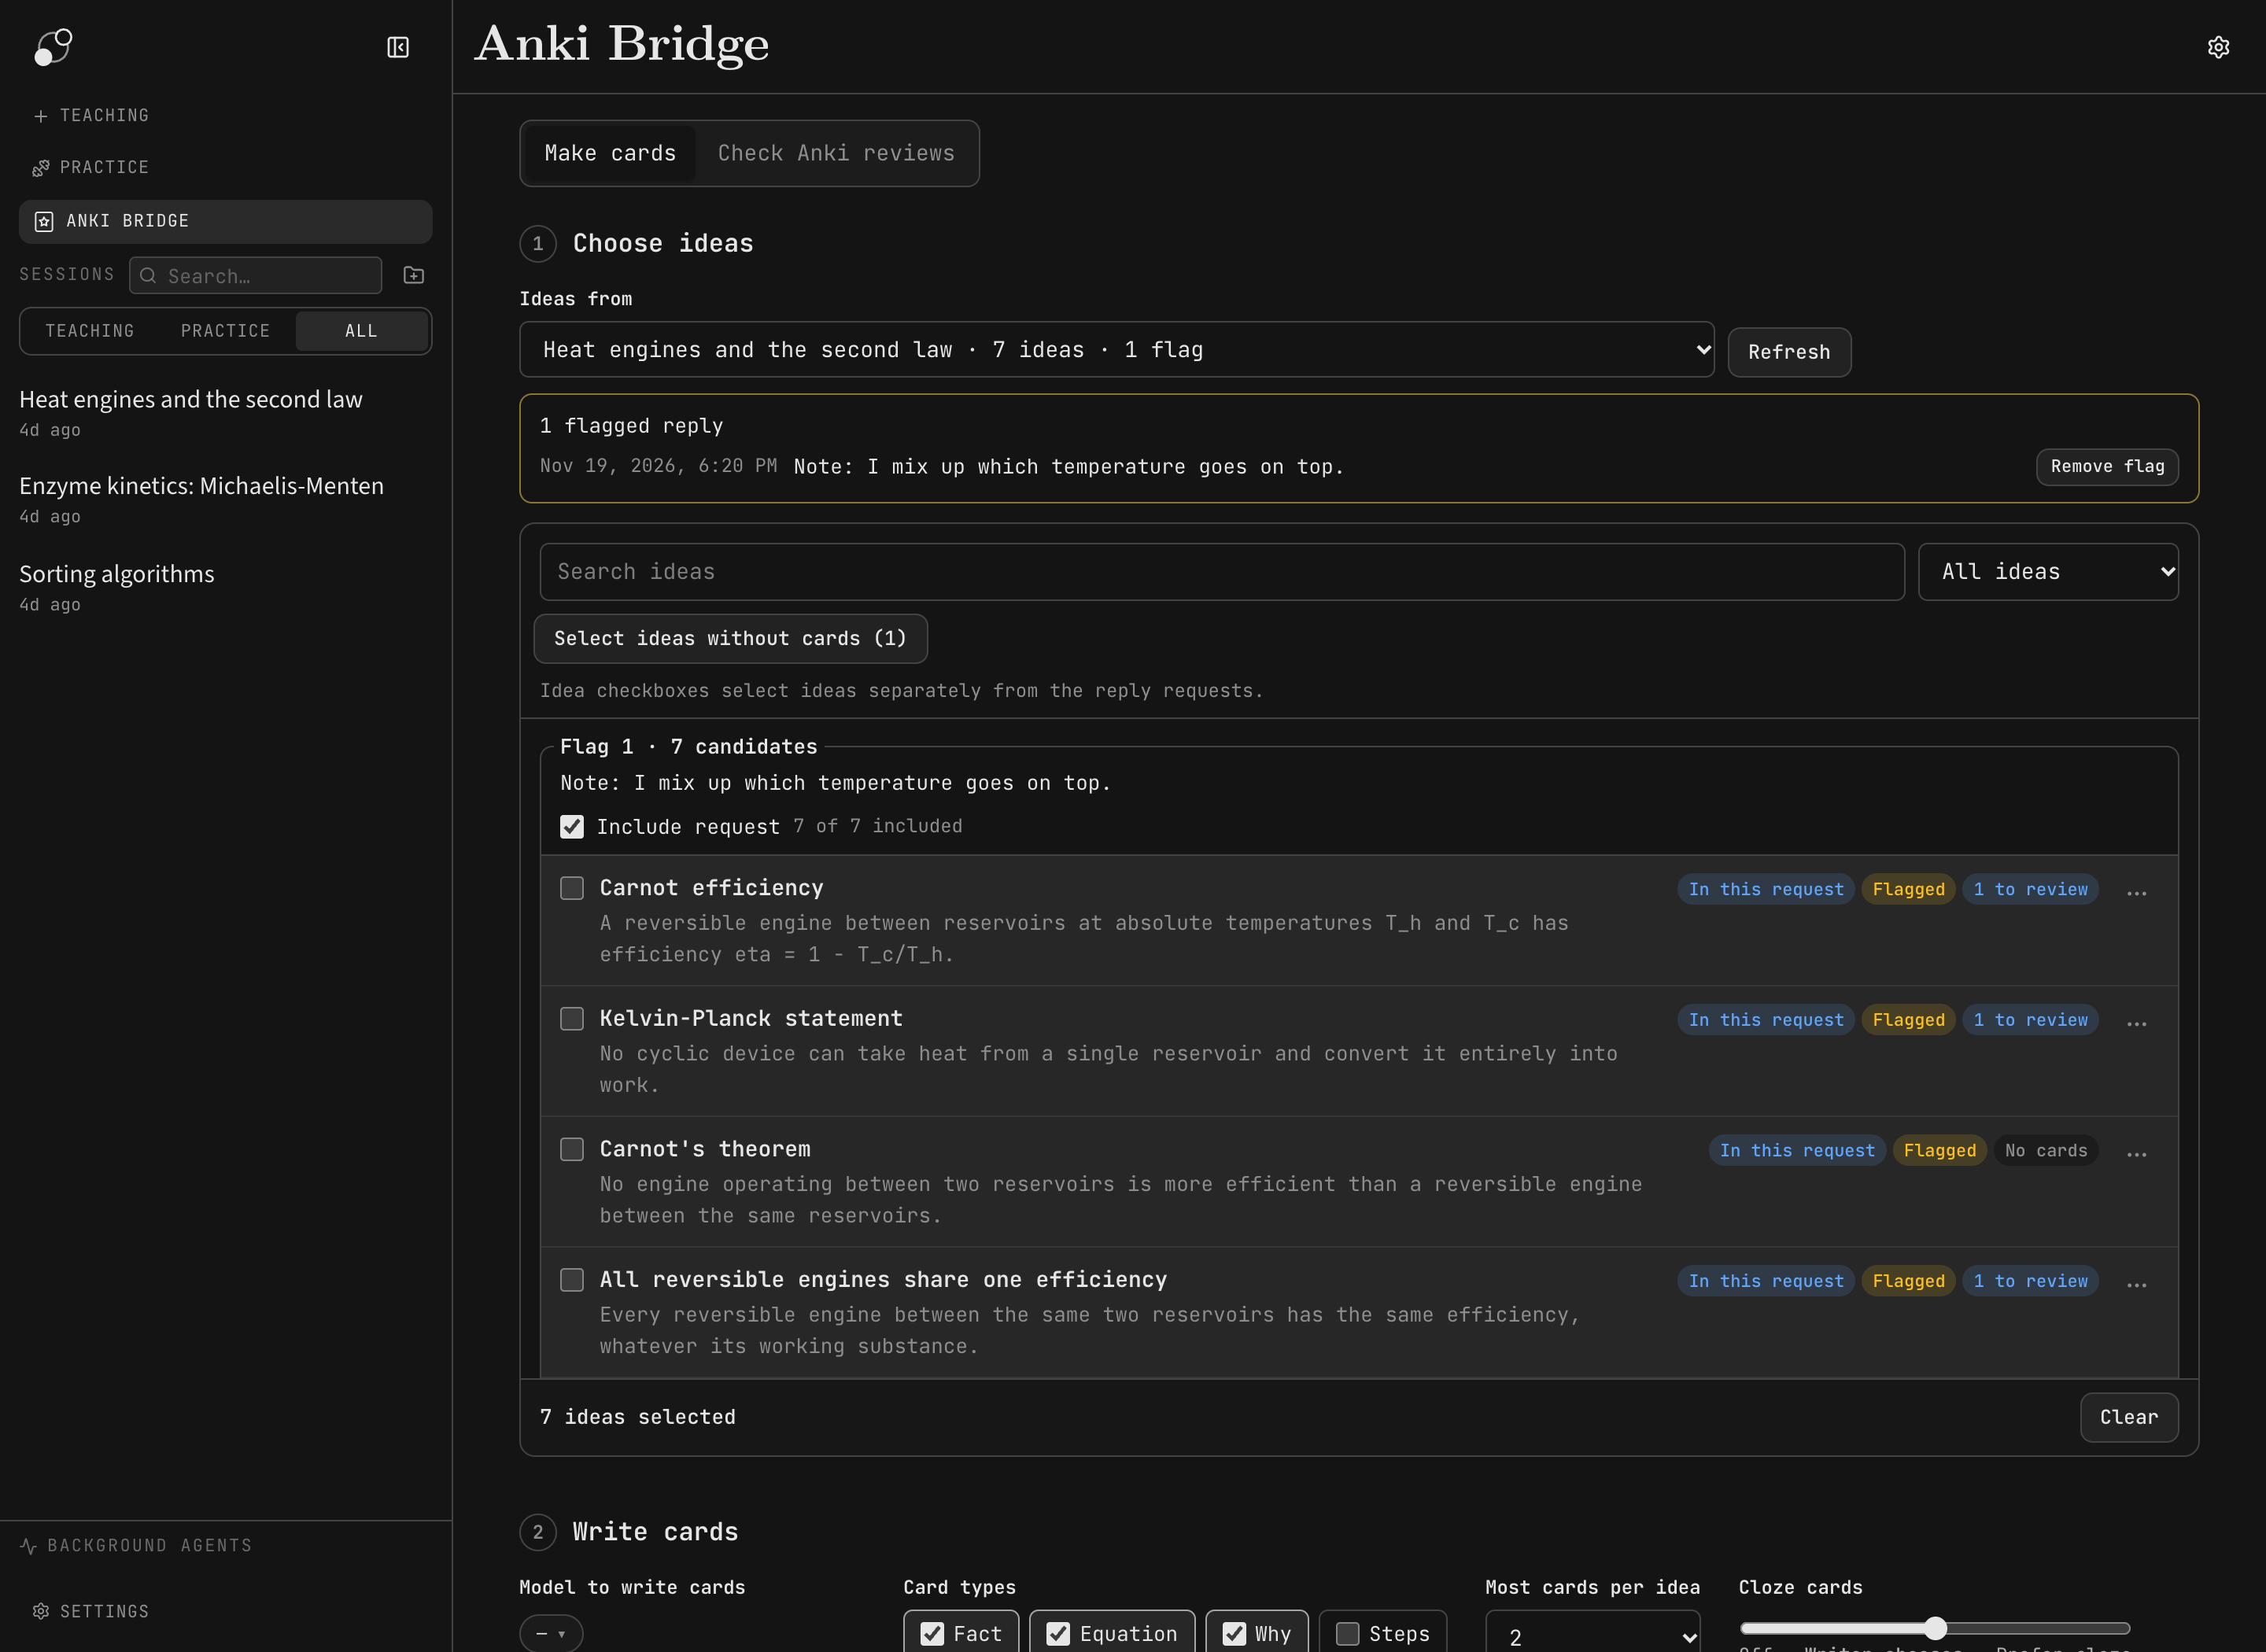 Anki Bridge
TEACHING
PRACTICE
ANKI BRIDGE
SESSIONS
Search…
TEACHING
PRACTICE
ALL
Heat engines and the second law
4d ago
Enzyme kinetics: Michaelis-Menten
4d ago
Sorting algorithms
4d ago
BACKGROUND AGENTS
SETTINGS
Make cards
Check Anki reviews
1
Choose ideas
Ideas from
Heat engines and the second law · 7 ideas · 1 flag
Refresh
1 flagged reply
Nov 19, 2026, 6:20 PM Note: I mix up which temperature goes on top.
Remove flag
Search ideas
All ideas
Select ideas without cards (1)
Idea checkboxes select ideas separately from the reply requests.
Flag 1 · 7 candidates
Note: I mix up which temperature goes on top.
Include request 7 of 7 included
Carnot efficiency
In this request
Flagged
1 to review
…
A reversible engine between reservoirs at absolute temperatures T_h and T_c has
efficiency eta = 1 - T_c/T_h.
Kelvin-Planck statement
In this request
Flagged
1 to review
…
No cyclic device can take heat from a single reservoir and convert it entirely into
work.
Carnot's theorem
In this request
Flagged
No cards
…
No engine operating between two reservoirs is more efficient than a reversible engine
between the same reservoirs.
All reversible engines share one efficiency
In this request
Flagged
1 to review
…
Every reversible engine between the same two reservoirs has the same efficiency,
whatever its working substance.
7 ideas selected
Clear
2
Write cards
Model to write cards
—
Card types
Fact
Equation
Why
Steps
Most cards per idea
2
Cloze cards